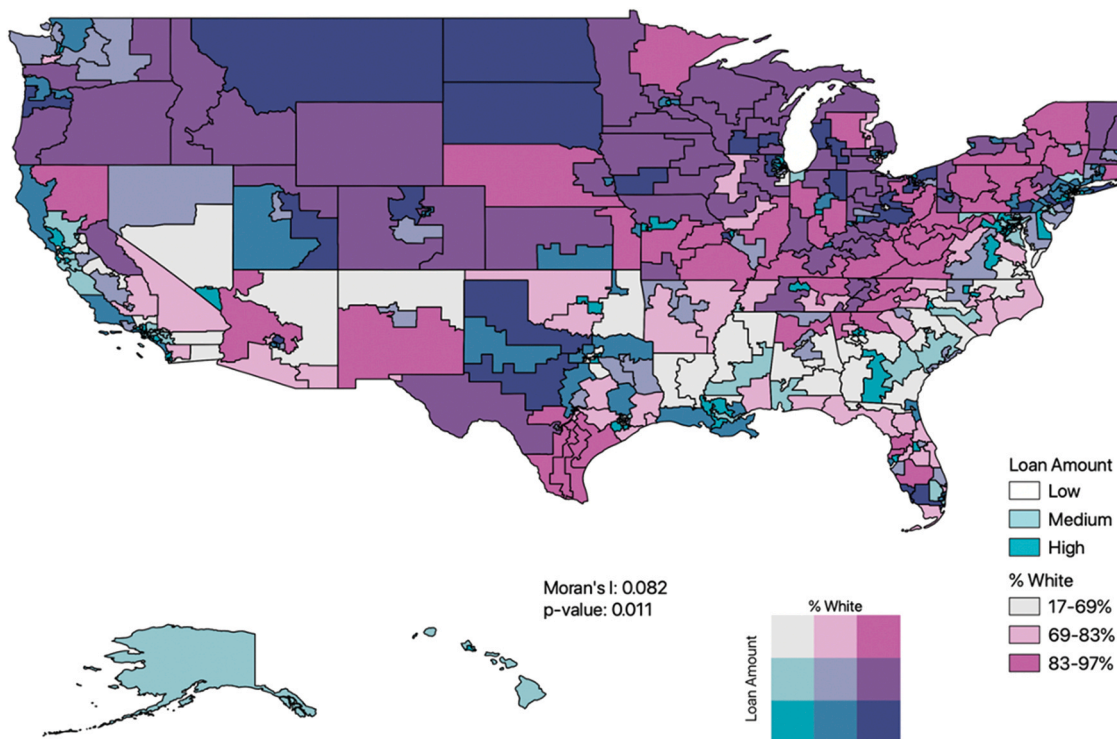 Loan Amount
Low
Medium
High
% White
17-69%
69-83%
83-97%
Moran's I: 0.082
p-value: 0.011
% White
Loan Amount